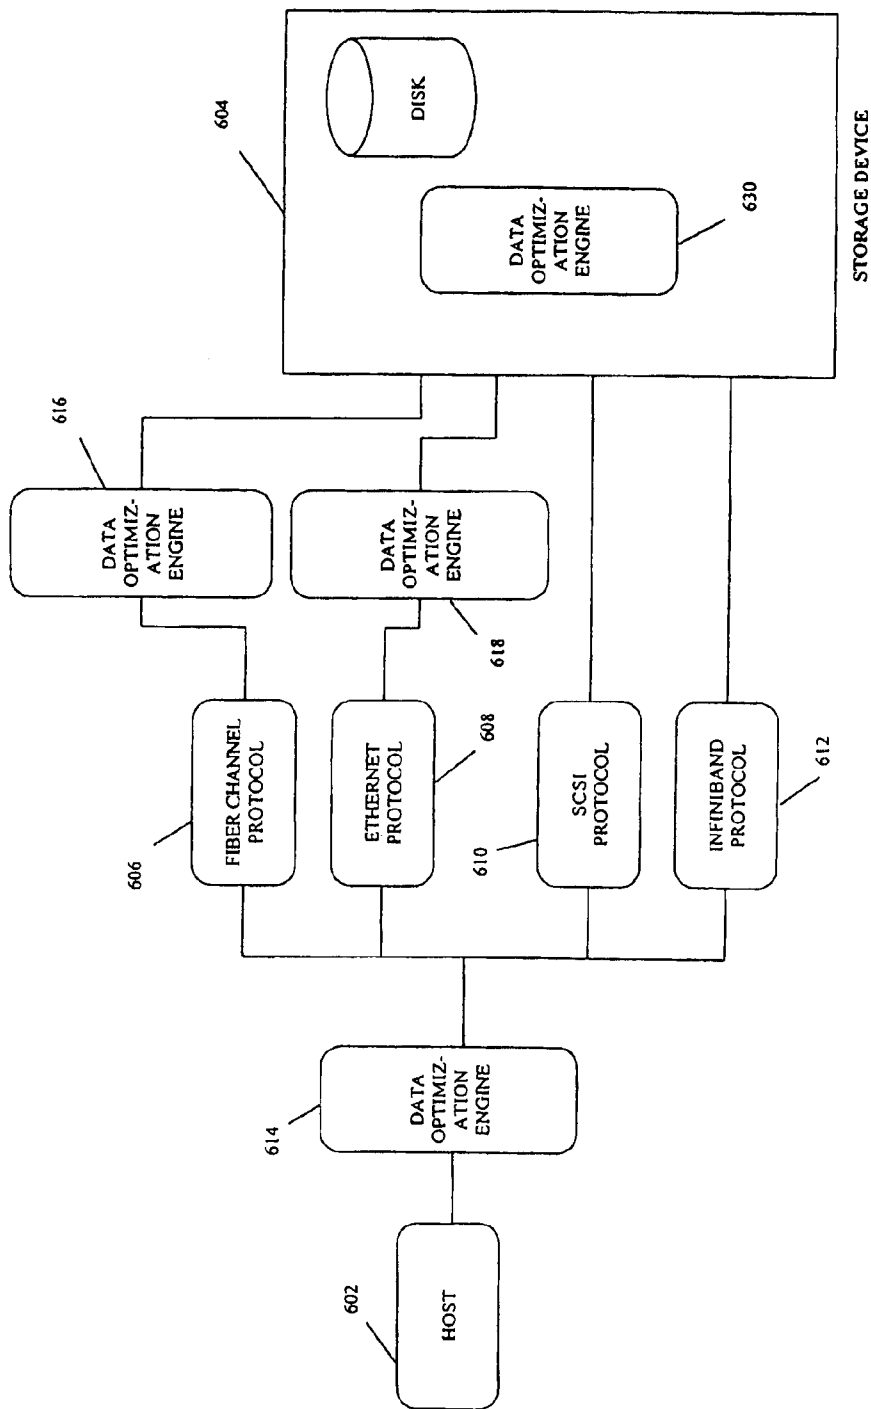 602
HOST
614
DATA
OPTIMIZ-
ATION
ENGINE
606
FIBER CHANNEL
PROTOCOL
ETHERNET
PROTOCOL
608
610
SCSI
PROTOCOL
INFINIBAND
PROTOCOL
612
616
DATA
OPTIMIZ-
ATION
ENGINE
DATA
OPTIMIZ-
ATION
ENGINE
618
604
DISK
DATA
OPTIMIZ-
ATION
ENGINE
630
STORAGE DEVICE